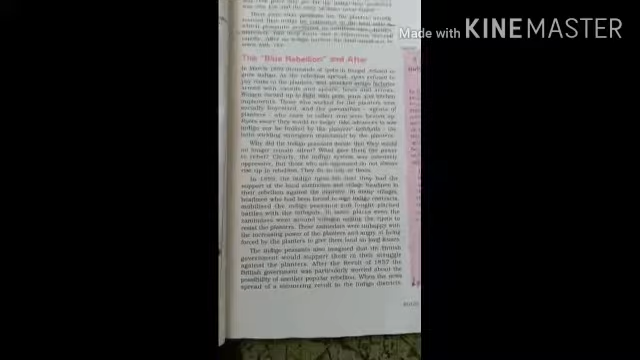 Made with KINEMASTER
The "Blue Rebellion" and After
In March 1859 thousands of ryots in Bengal refused to
grow indigo. As the rebellion spread, ryots refused to
pay rents to the planters, and attacked indigo factories
armed with swords and spears, bows and arrows.
Women turned up to fight with pots, pans and kitchen
implements. Those who worked for the planters were
socially boycotted, and the gomasthas – agents of
planters – who came to collect rent were beaten up.
Ryots swore they would no longer take advances to sow
indigo nor be bullied by the planters' lathiyals – the
lathi-wielding strongmen maintained by the planters.
Why did the indigo peasants decide that they would
no longer remain silent? What gave them the power
to rebel? Clearly, the indigo system was intensely
oppressive. But those who are oppressed do not always
rise up in rebellion. They do so only at times.
In 1859, the indigo ryots felt that they had the
support of the local zamindars and village headmen in
their rebellion against the planters. In many villages,
headmen who had been forced to sign indigo contracts,
mobilised the indigo peasants and fought pitched
battles with the lathiyals. In other places even the
zamindars went around villages urging the ryots to
resist the planters. These zamindars were unhappy with
the increasing power of the planters and angry at being
forced by the planters to give them land on long leases.
The indigo peasants also imagined that the British
government would support them in their struggle
against the planters. After the Revolt of 1857 the
British government was particularly worried about the
possibility of another popular rebellion. When the news
spread of a simmering revolt in the indigo districts,